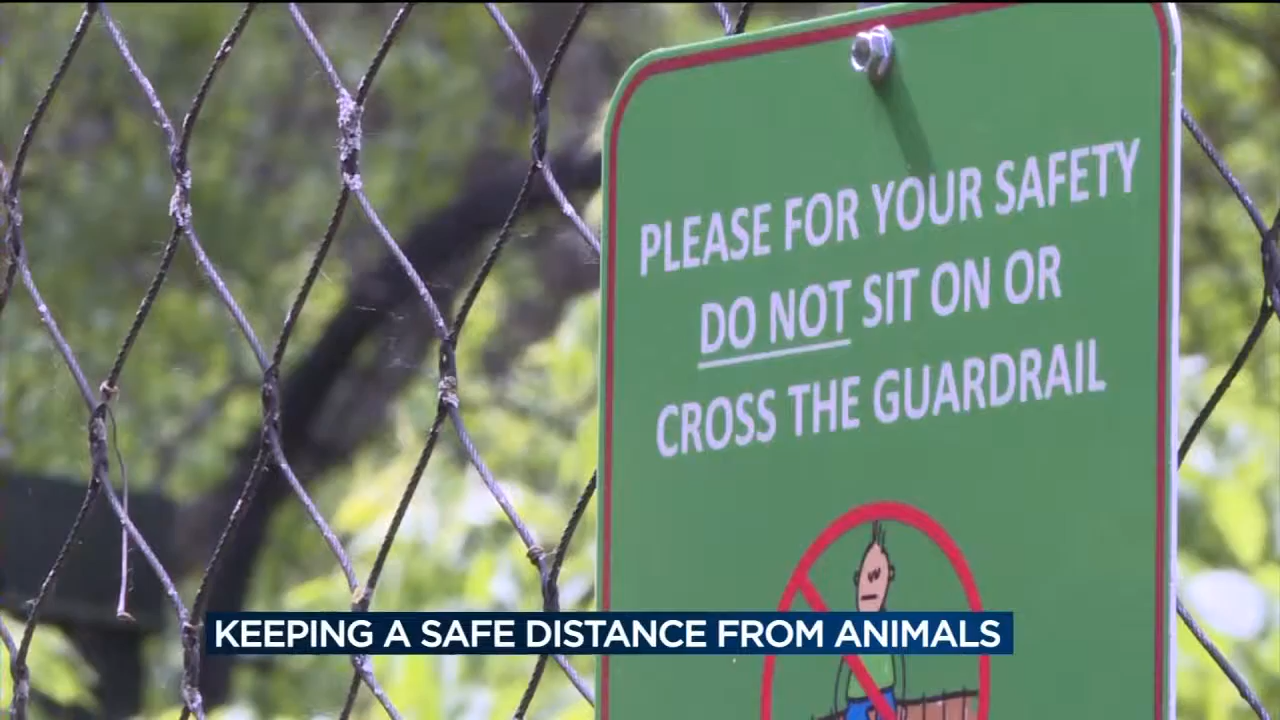 PLEASE FOR YOUR SAFETY
DO NOT SIT ON OR
CROSS THE GUARDRAIL
KEEPING A SAFE DISTANCE FROM ANIMALS